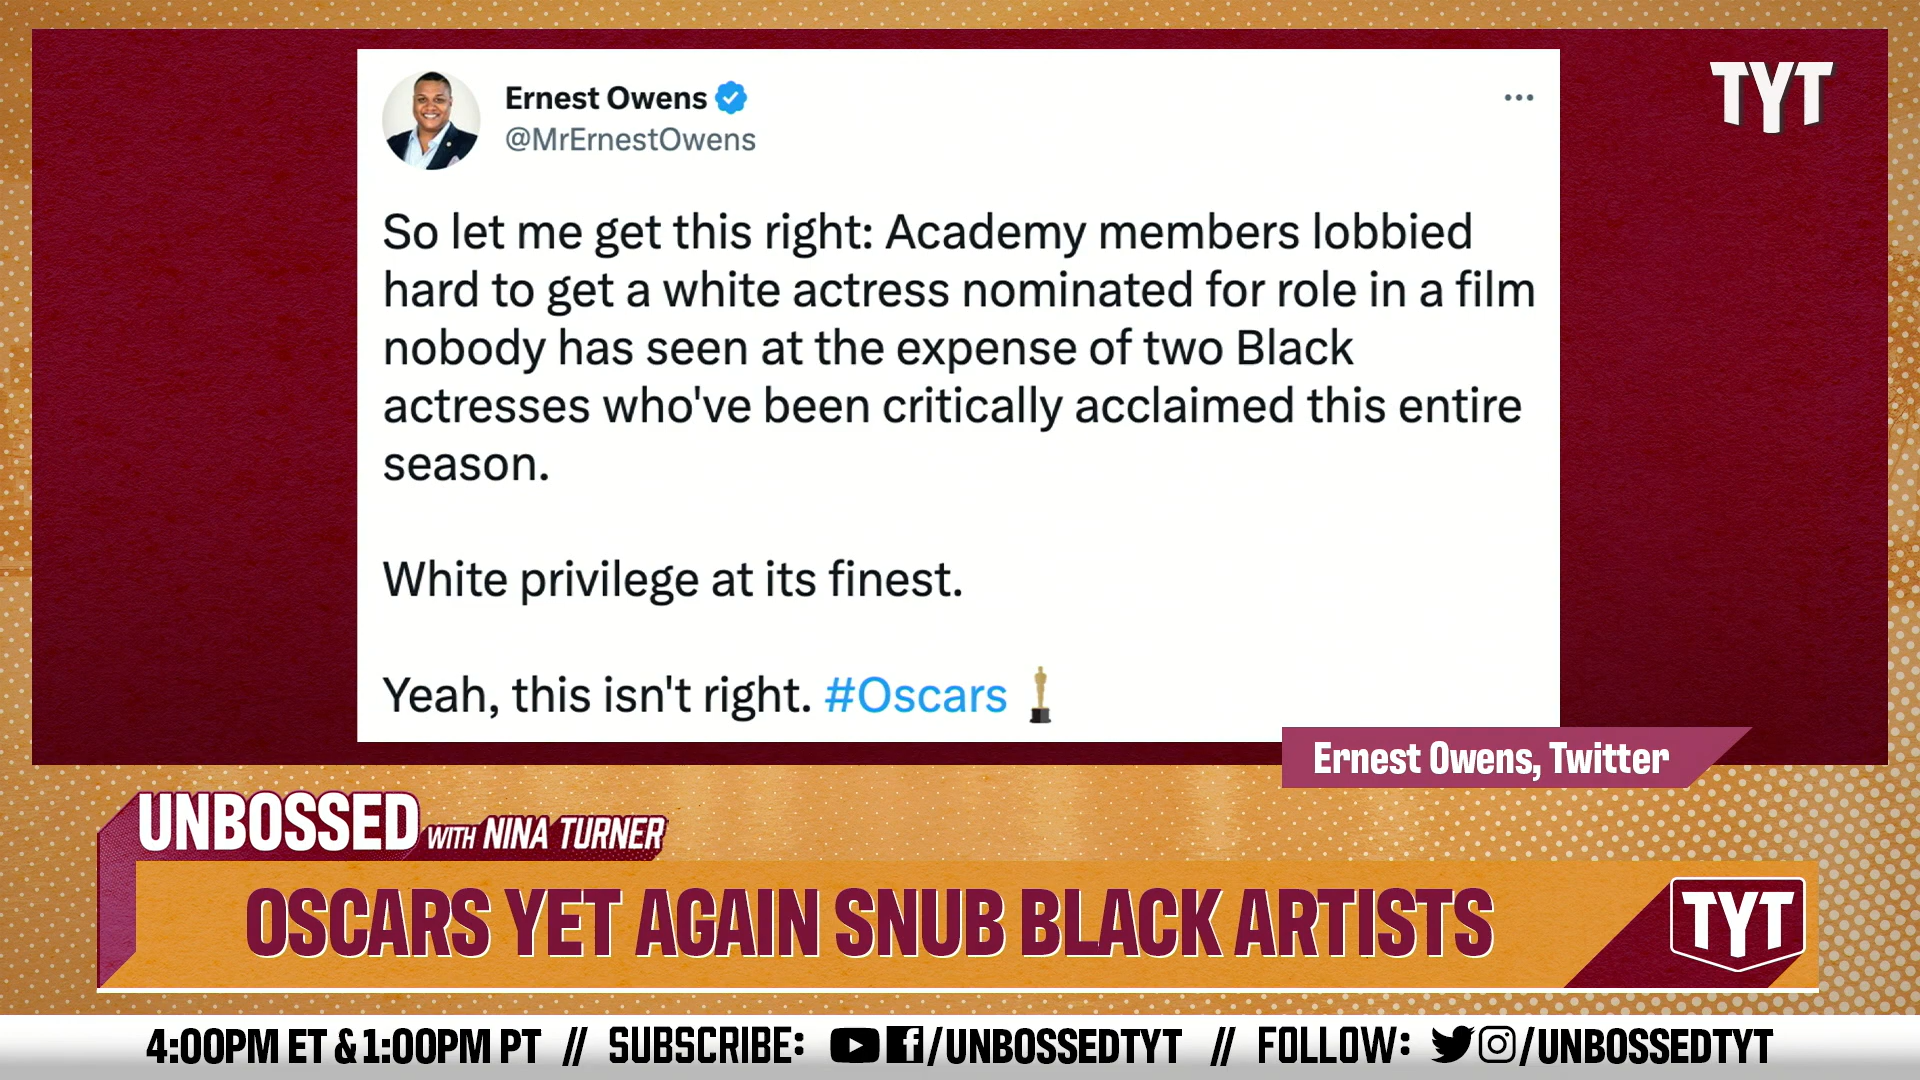 TYT
Ernest Owens
@MrErnestOwens
So let me get this right: Academy members lobbied
hard to get a white actress nominated for role in a film
nobody has seen at the expense of two Black
actresses who've been critically acclaimed this entire
season.
White privilege at its finest.
Yeah, this isn't right. #Oscars
Ernest Owens, Twitter
UNBOSSED WITH NINA TURNER
OSCARS YET AGAIN SNUB BLACK ARTISTS
TYT
4:00PM ET & 1:00PM PT // SUBSCRIBE: /UNBOSSEDTYT // FOLLOW: /UNBOSSEDTYT